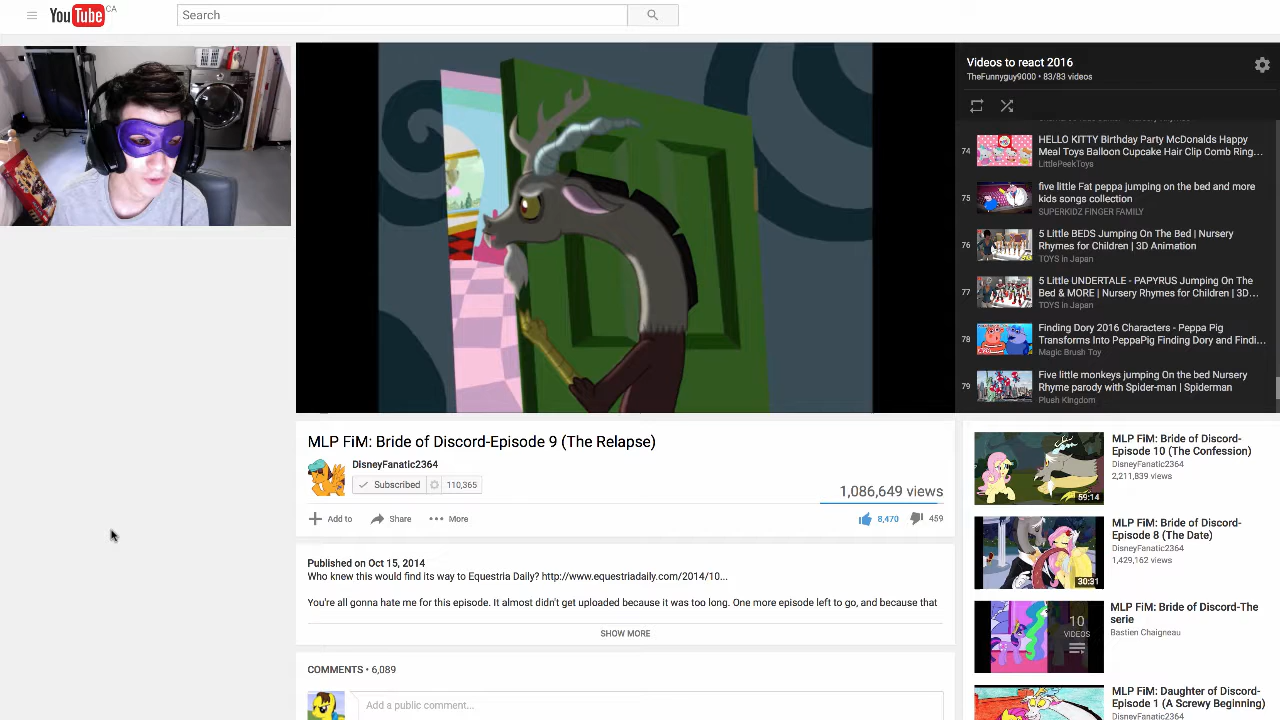 YouTube CA
Search
Videos to react 2016
TheFunnyguy9000 • 83/83 videos
74
HELLO KITTY Birthday Party McDonalds Happy
Meal Toys Balloon Cupcake Hair Clip Comb Ring...
LittlePeekToys
75
five little Fat peppa jumping on the bed and more
kids songs collection
SUPERKIDZ FINGER FAMILY
76
5 Little BEDS Jumping On The Bed | Nursery
Rhymes for Children | 3D Animation
TOYS in Japan
77
5 Little UNDERTALE - PAPYRUS Jumping On The
Bed & MORE | Nursery Rhymes for Children | 3D...
TOYS in Japan
78
Finding Dory 2016 Characters - Peppa Pig
Transforms Into PeppaPig Finding Dory and Findi...
Magic Brush Toy
79
Five little monkeys jumping On the bed Nursery
Rhyme parody with Spider-man | Spiderman
Plush Kingdom
MLP FiM: Bride of Discord-Episode 9 (The Relapse)
DisneyFanatic2364
Subscribed 110,365
1,086,649 views
Add to Share More
8,470 459
Published on Oct 15, 2014
Who knew this would find its way to Equestria Daily? http://www.equestriadaily.com/2014/10...
You're all gonna hate me for this episode. It almost didn't get uploaded because it was too long. One more episode left to go, and because that
SHOW MORE
COMMENTS • 6,089
Add a public comment...
MLP FiM: Bride of Discord-
Episode 10 (The Confession)
DisneyFanatic2364
2,211,839 views
59:14
MLP FiM: Bride of Discord-
Episode 8 (The Date)
DisneyFanatic2364
1,429,162 views
30:31
MLP FiM: Bride of Discord-The
serie
Bastien Chaigneau
10
VIDEOS
MLP FiM: Daughter of Discord-
Episode 1 (A Screwy Beginning)
DisneyFanatic2364